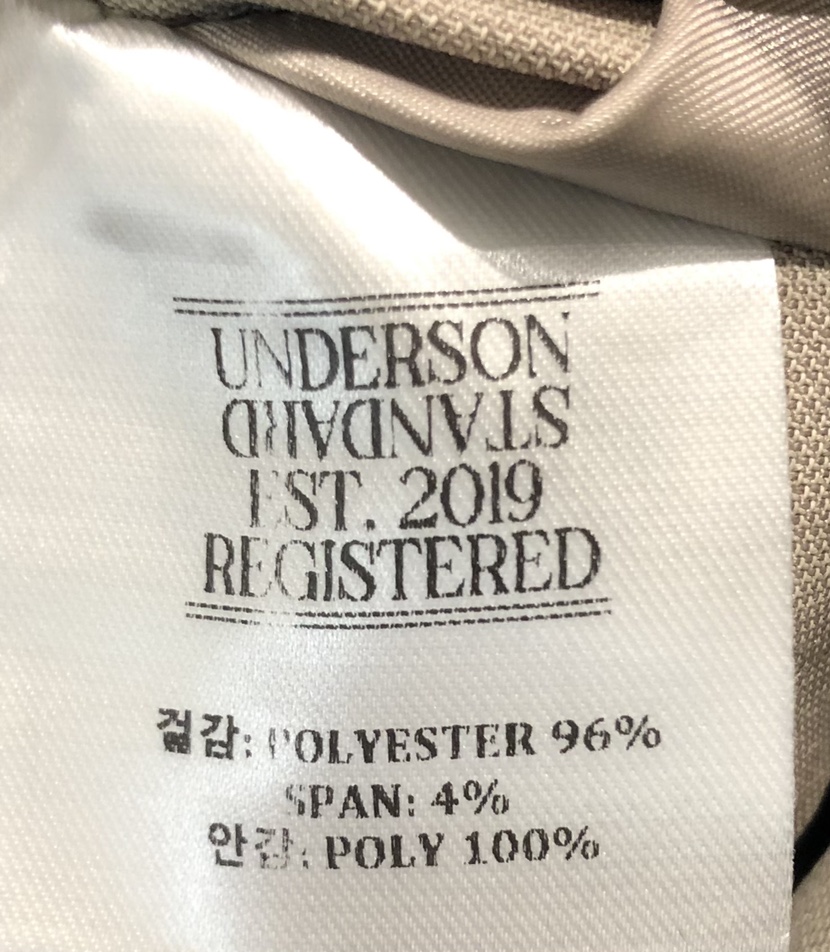 UNDERSON
STANDARD
EST. 2019
REGISTERED
겉감: POLYESTER 96%
SPAN: 4%
안감: POLY 100%